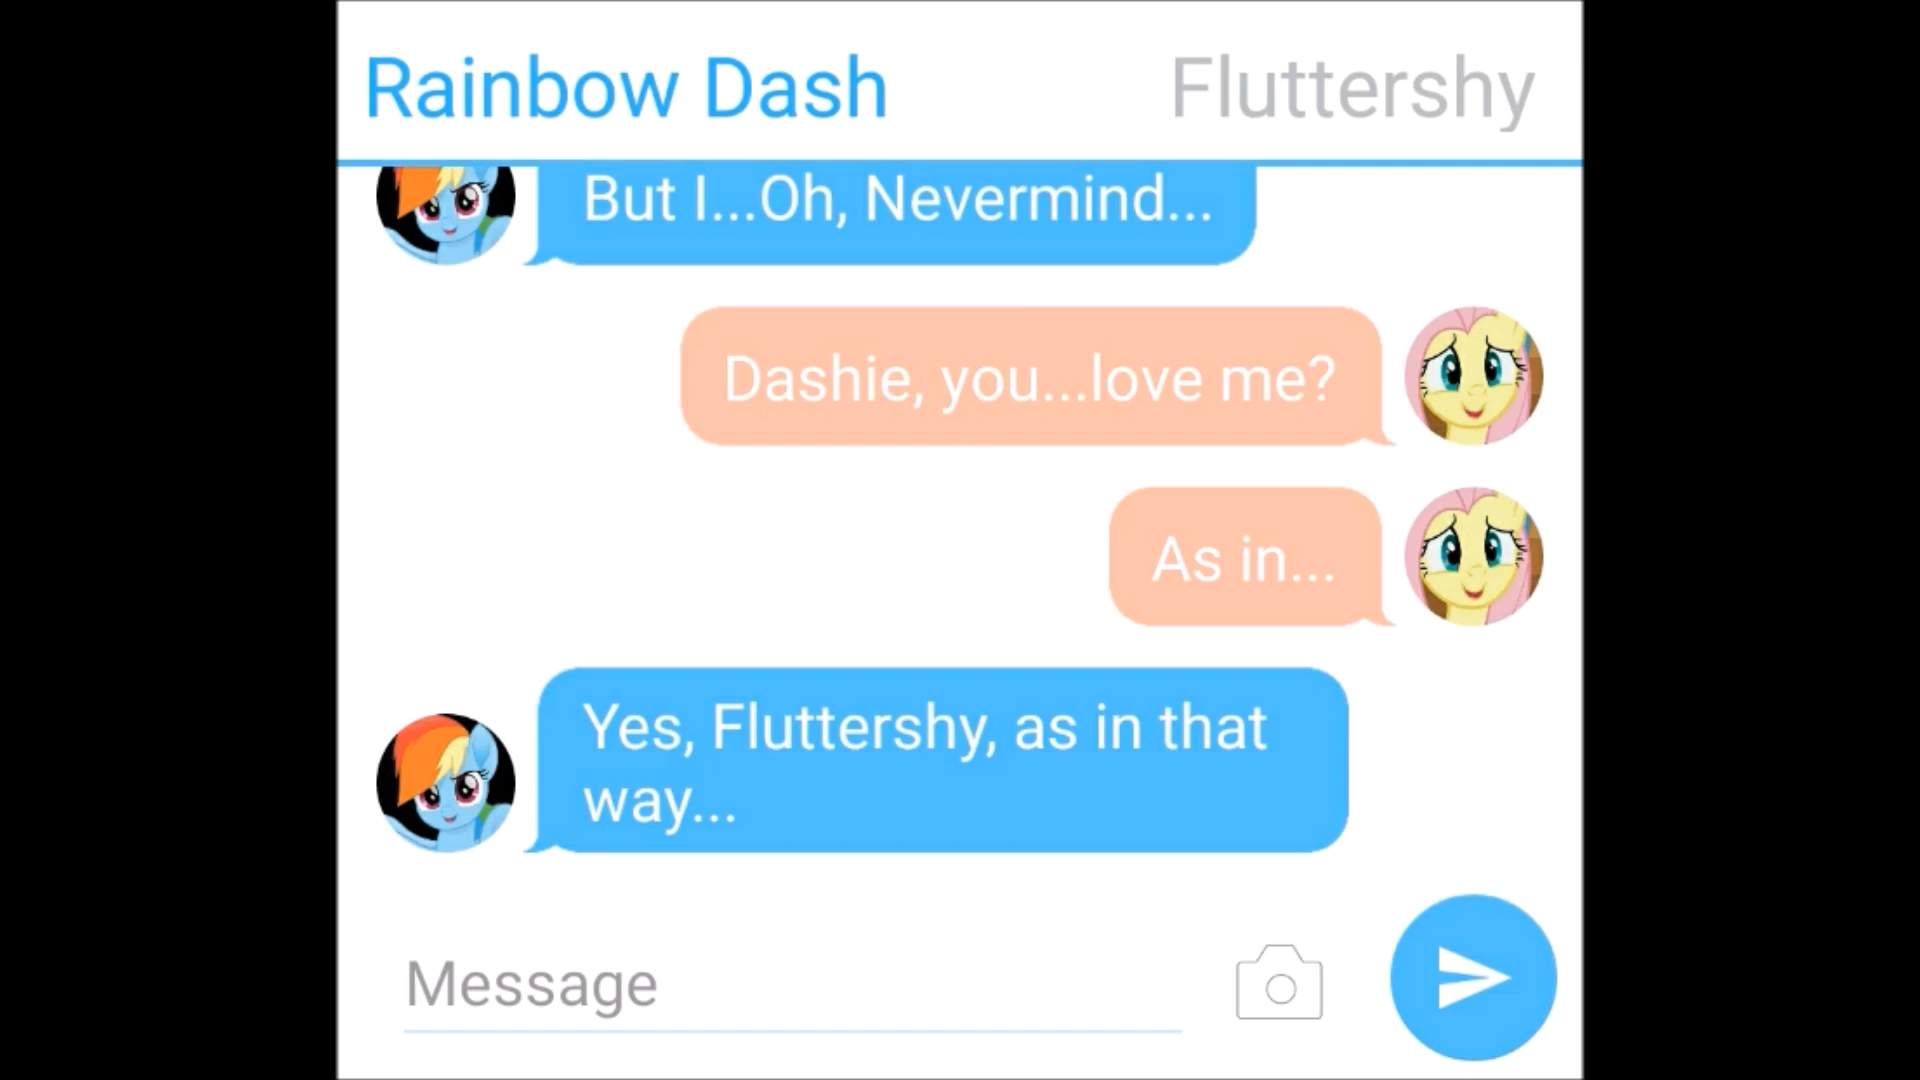 Rainbow Dash
Fluttershy
But I...Oh, Nevermind...
Dashie, you...love me?
As in...
Yes, Fluttershy, as in that
way...
Message